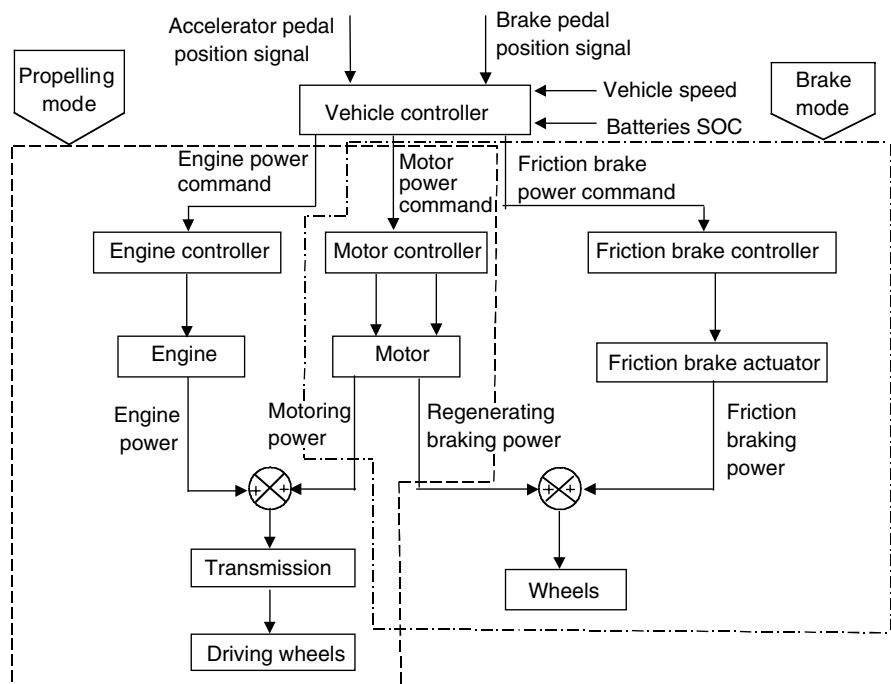 Accelerator pedal
position signal
Brake pedal
position signal
Propelling
mode
Brake
mode
Vehicle controller
Vehicle speed
Batteries SOC
Engine power
command
Motor
power
command
Friction brake
power command
Engine controller
Motor controller
Friction brake controller
Engine
Motor
Friction brake actuator
Engine
power
Motoring
power
Regenerating
braking power
Friction
braking
power
+ +
+ +
Transmission
Wheels
Driving wheels